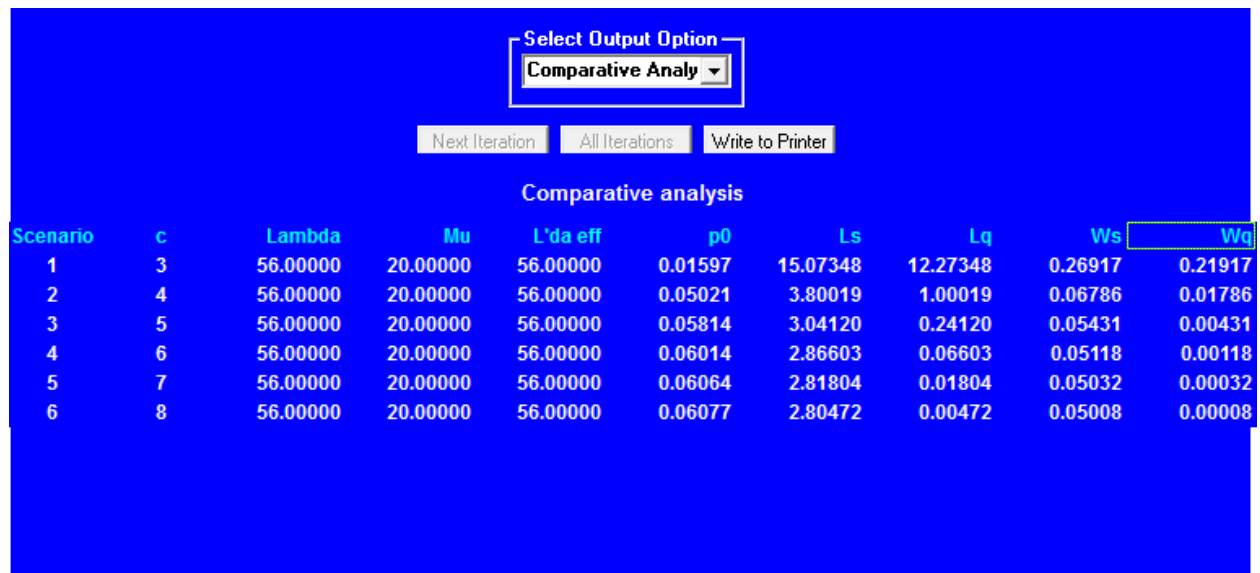 Select Output Option
Comparative Analy
Next Iteration All Iterations Write to Printer
Comparative analysis
Scenario c Lambda Mu L'da eff p0 Ls Lq Ws Wq
1 3 56.00000 20.00000 56.00000 0.01597 15.07348 12.27348 0.26917 0.21917
2 4 56.00000 20.00000 56.00000 0.05021 3.80019 1.00019 0.06786 0.01786
3 5 56.00000 20.00000 56.00000 0.05814 3.04120 0.24120 0.05431 0.00431
4 6 56.00000 20.00000 56.00000 0.06014 2.86603 0.06603 0.05118 0.00118
5 7 56.00000 20.00000 56.00000 0.06064 2.81804 0.01804 0.05032 0.00032
6 8 56.00000 20.00000 56.00000 0.06077 2.80472 0.00472 0.05008 0.00008